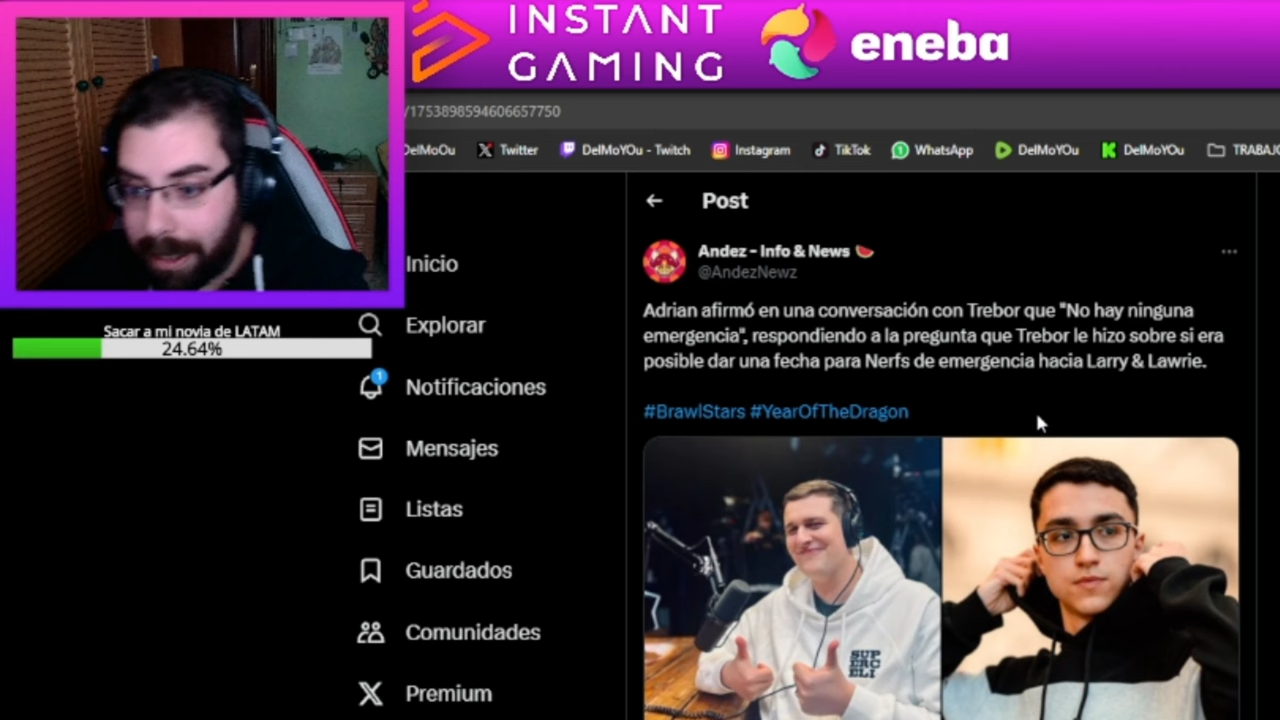 INSTANT
GAMING
eneba
/1753898594606657750
DelMoOu
Twitter
DelMoYOu - Twitch
Instagram
TikTok
WhatsApp
DelMoYOu
DelMoYOu
TRABAJO
Sacar a mi novia de LATAM
24.64%
Inicio
Explorar
1
Notificaciones
Mensajes
Listas
Guardados
Comunidades
Premium
Post
Andez - Info & News 🍉
@AndezNewz
Adrian afirmó en una conversación con Trebor que "No hay ninguna
emergencia", respondiendo a la pregunta que Trebor le hizo sobre si era
posible dar una fecha para Nerfs de emergencia hacia Larry & Lawrie.
#BrawlStars #YearOfTheDragon
SUP
ERC
ELL